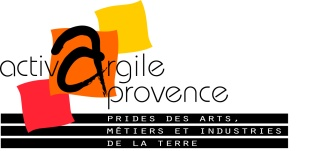 activargile
provence
PRIDES DES ARTS,
MÉTIERS ET INDUSTRIES
DE LA TERRE